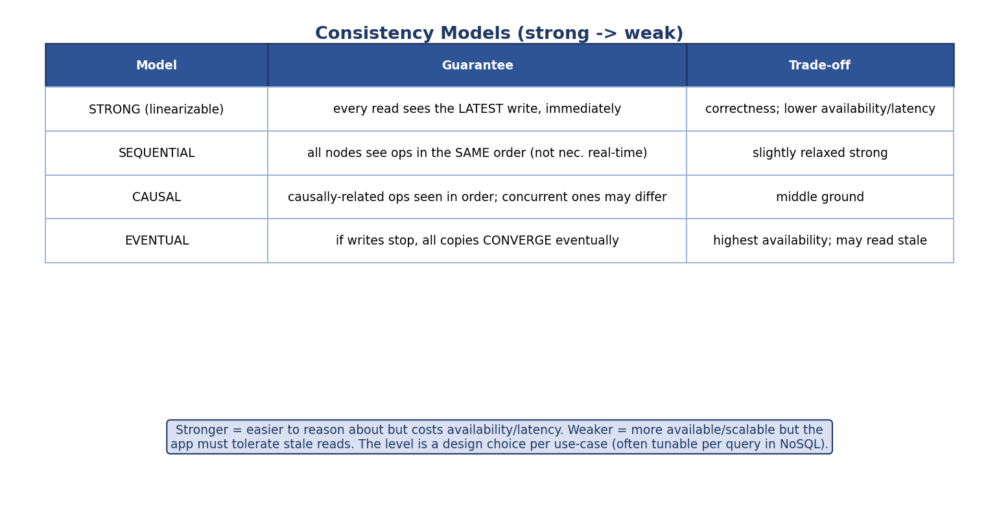 Consistency Models (strong -> weak)
Model Guarantee Trade-off
STRONG (linearizable) every read sees the LATEST write, immediately correctness; lower availability/latency
SEQUENTIAL all nodes see ops in the SAME order (not nec. real-time) slightly relaxed strong
CAUSAL causally-related ops seen in order; concurrent ones may differ middle ground
EVENTUAL if writes stop, all copies CONVERGE eventually highest availability; may read stale
Stronger = easier to reason about but costs availability/latency. Weaker = more available/scalable but the
app must tolerate stale reads. The level is a design choice per use-case (often tunable per query in NoSQL).